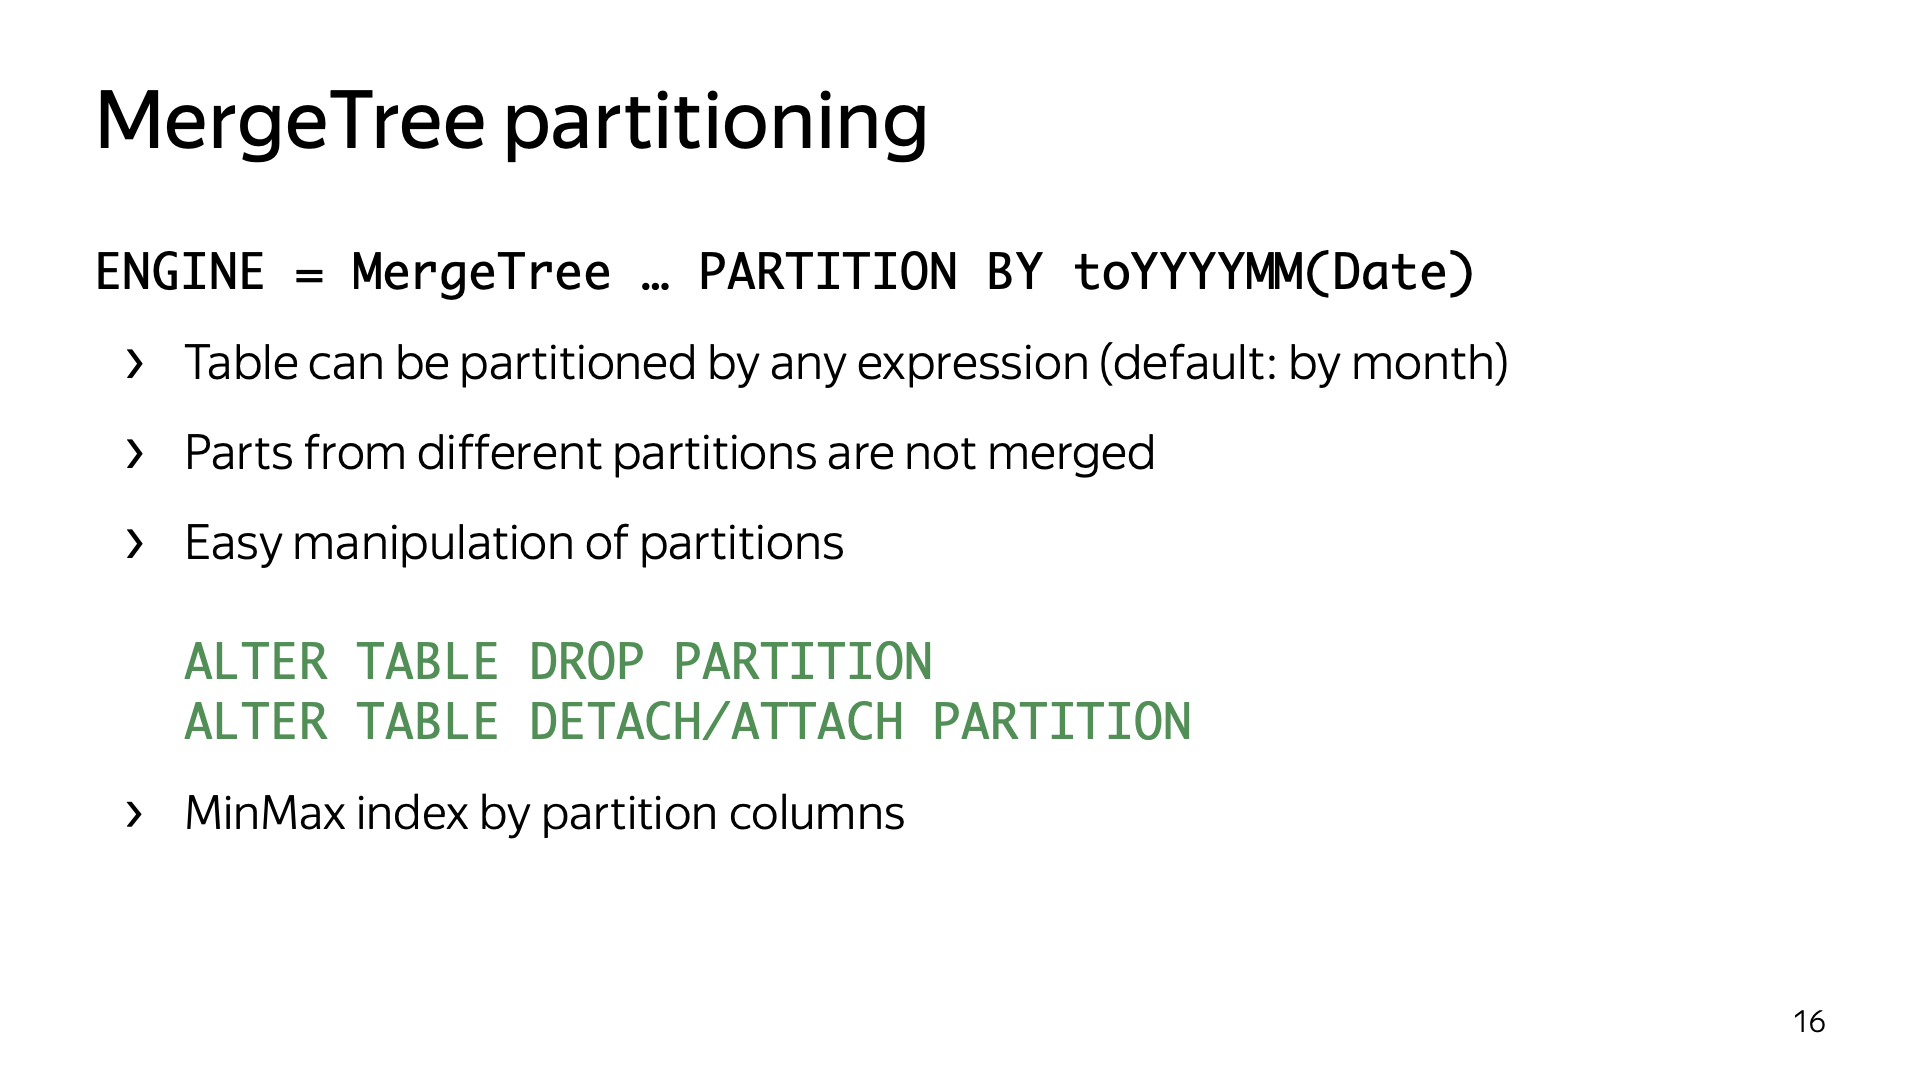 MergeTree partitioning
ENGINE = MergeTree … PARTITION BY toYYYYMM(Date)
› Table can be partitioned by any expression (default: by month)
› Parts from different partitions are not merged
› Easy manipulation of partitions
ALTER TABLE DROP PARTITION
ALTER TABLE DETACH/ATTACH PARTITION
› MinMax index by partition columns
16